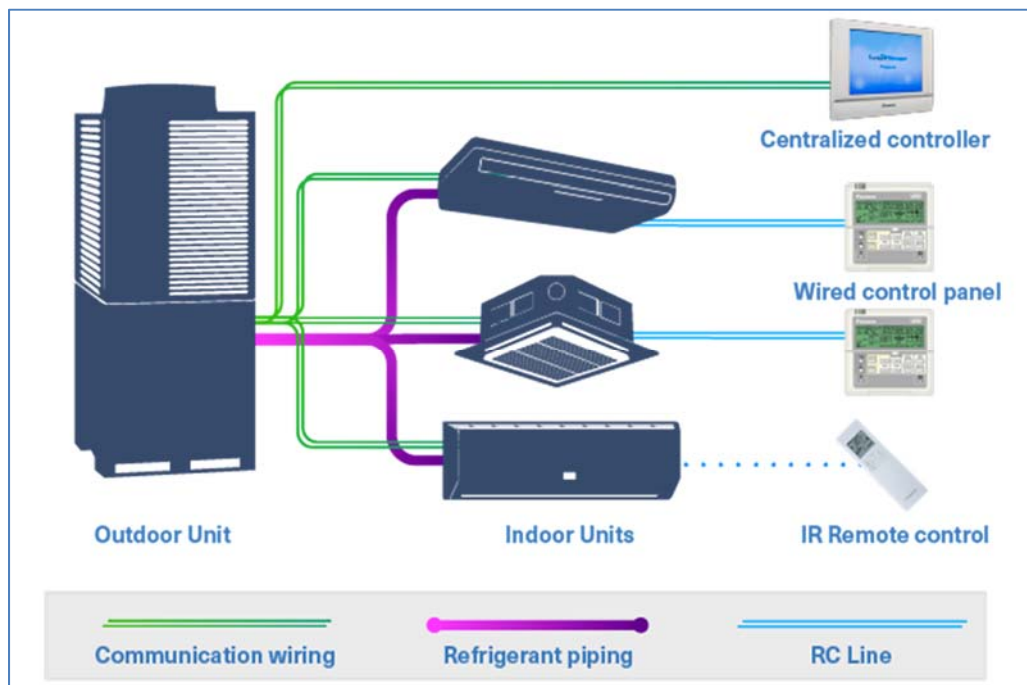 Centralized controller
Wired control panel
Outdoor Unit
Indoor Units
IR Remote control
Communication wiring
Refrigerant piping
RC Line